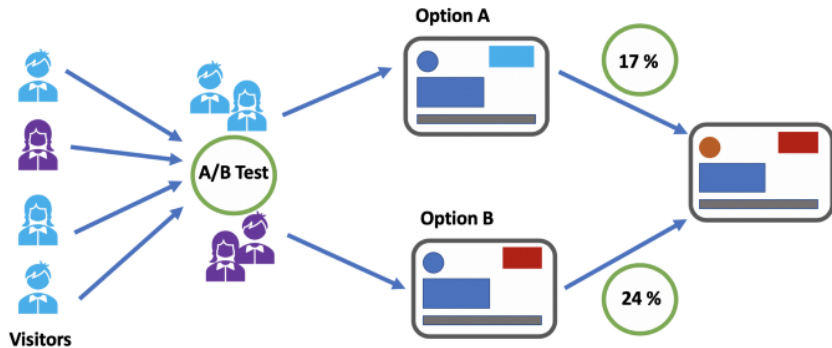 Option A
17 %
A/B Test
Option B
24 %
Visitors